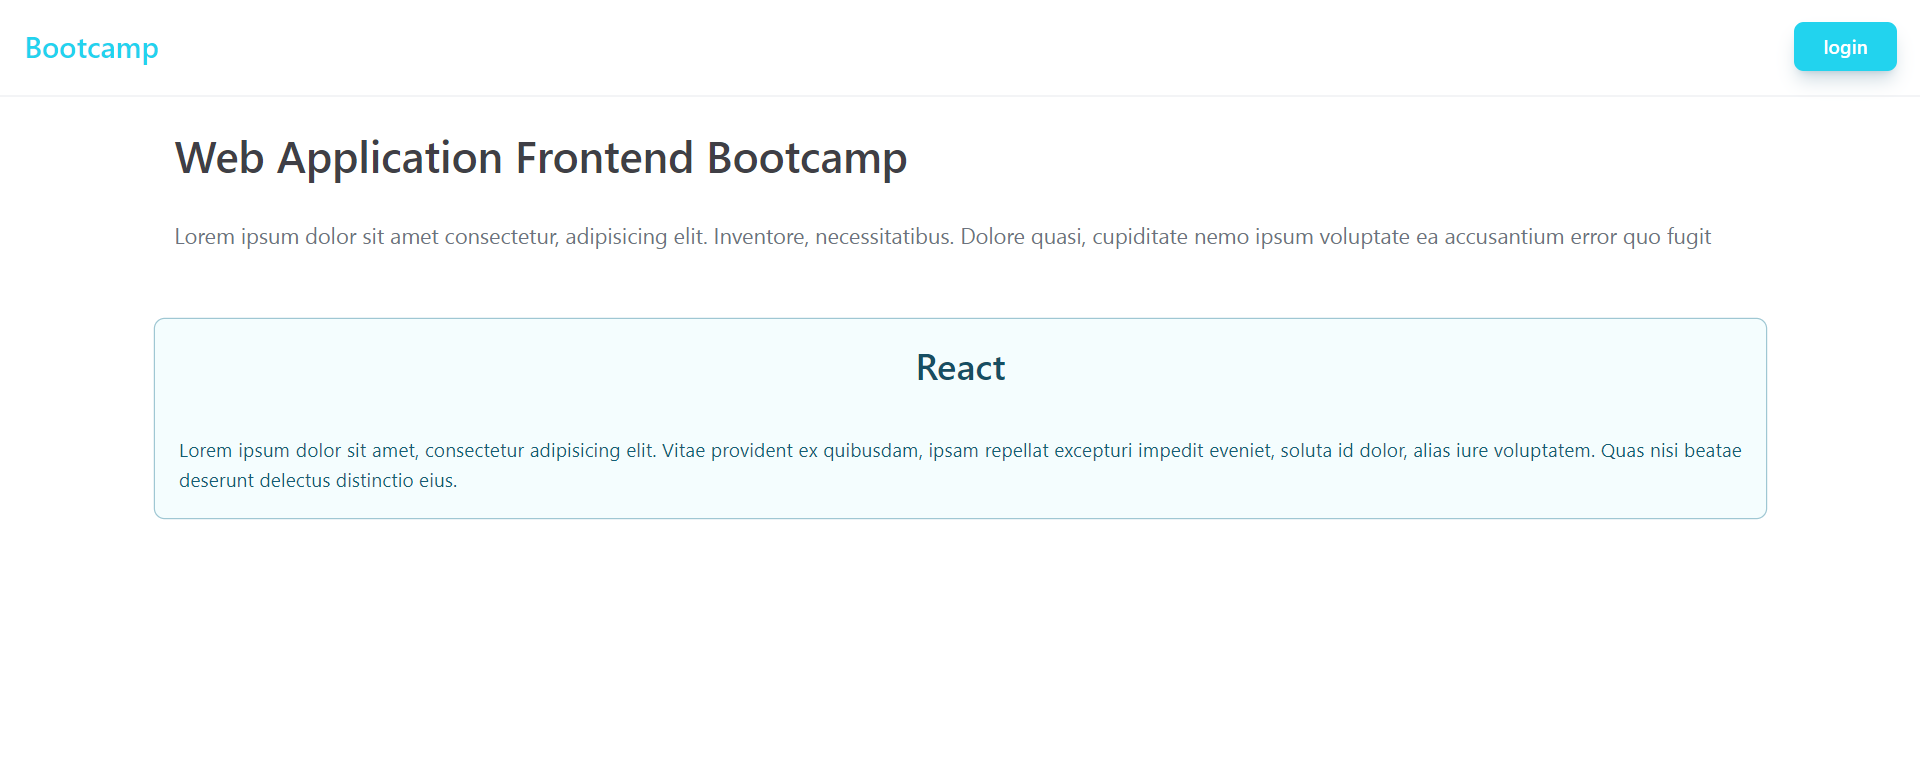 Bootcamp
login
Web Application Frontend Bootcamp
Lorem ipsum dolor sit amet consectetur, adipisicing elit. Inventore, necessitatibus. Dolore quasi, cupiditate nemo ipsum voluptate ea accusantium error quo fugit
React
Lorem ipsum dolor sit amet, consectetur adipisicing elit. Vitae provident ex quibusdam, ipsam repellat excepturi impedit eveniet, soluta id dolor, alias iure voluptatem. Quas nisi beatae
deserunt delectus distinctio eius.